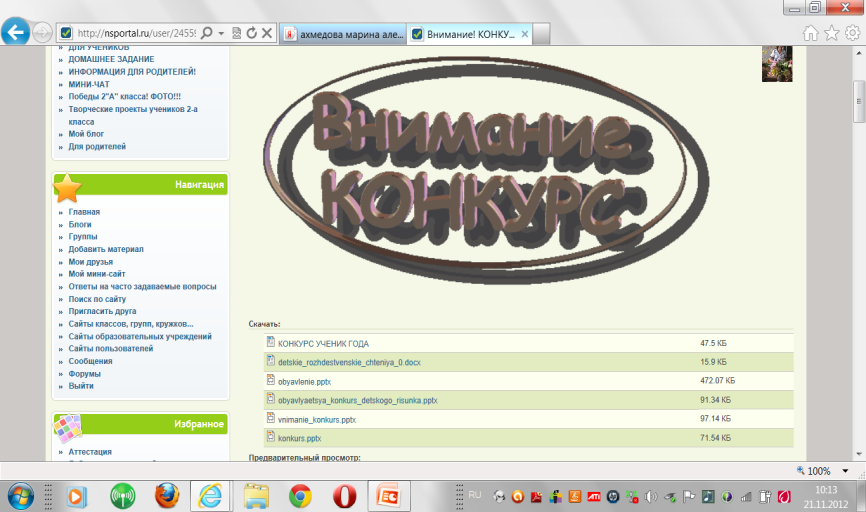 http://nsportal.ru/user/2455
ахмедова марина але...
Внимание! КОНКУ...
ДЛЯ УЧЕНИКОВ
ДОМАШНЕЕ ЗАДАНИЕ
ИНФОРМАЦИЯ ДЛЯ РОДИТЕЛЕЙ!
МИНИ-ЧАТ
Победы 2"А" класса! ФОТО!!!
Творческие проекты учеников 2-а
класса
Мой блог
Для родителей
Навигация
Главная
Блоги
Группы
Добавить материал
Мои друзья
Мой мини-сайт
Ответы на часто задаваемые вопросы
Поиск по сайту
Пригласить друга
Сайты классов, групп, кружков...
Сайты образовательных учреждений
Сайты пользователей
Сообщения
Форумы
Выйти
Избранное
Аттестация
Внимание
КОНКУРС
Скачать:
КОНКУРС УЧЕНИК ГОДА 47.5 КБ
detskie_rozhdestvenskie_chteniya_0.docx 15.9 КБ
obyavlenie.pptx 472.07 КБ
obyavlyaetsya_konkurs_detskogo_risunka.pptx 91.34 КБ
vnimanie_konkurs.pptx 97.14 КБ
konkurs.pptx 71.54 КБ
Предварительный просмотр:
100%
RU
ATI
hp
10:13
21.11.2012